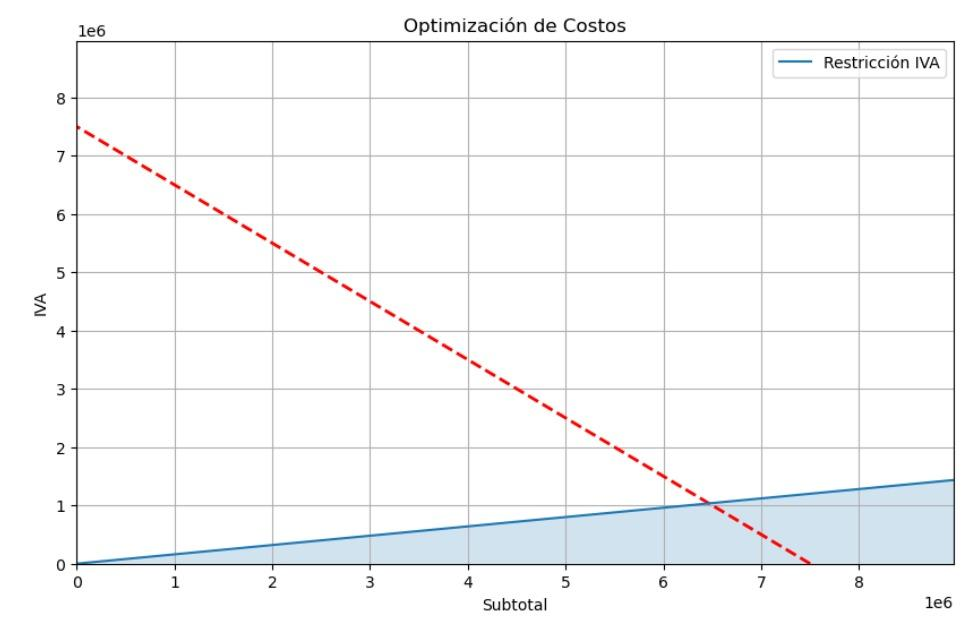 Optimización de Costos
1e6
Restricción IVA
8
7
6
5
4
3
2
1
0
IVA
0 1 2 3 4 5 6 7 8
1e6
Subtotal